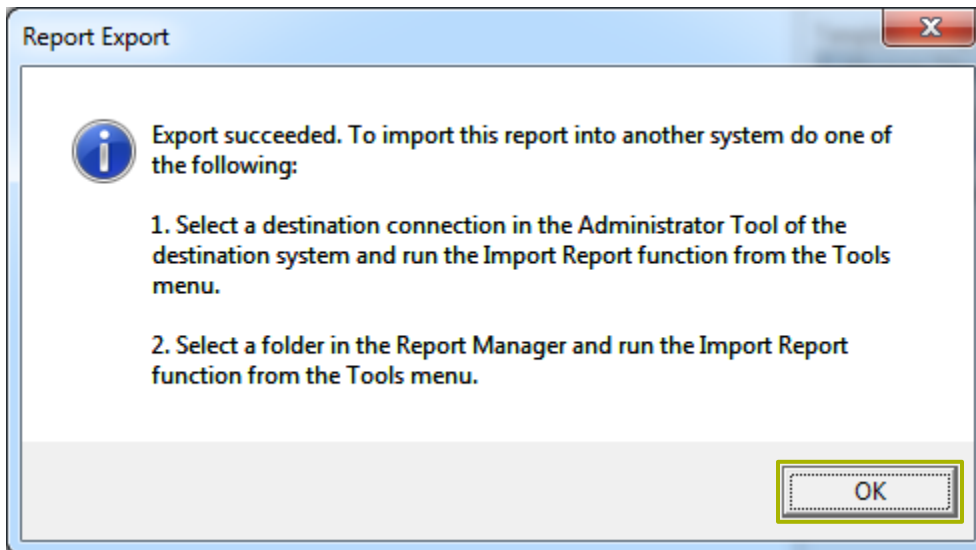 Report Export
Export succeeded. To import this report into another system do one of
the following:
1. Select a destination connection in the Administrator Tool of the
destination system and run the Import Report function from the Tools
menu.
2. Select a folder in the Report Manager and run the Import Report
function from the Tools menu.
OK